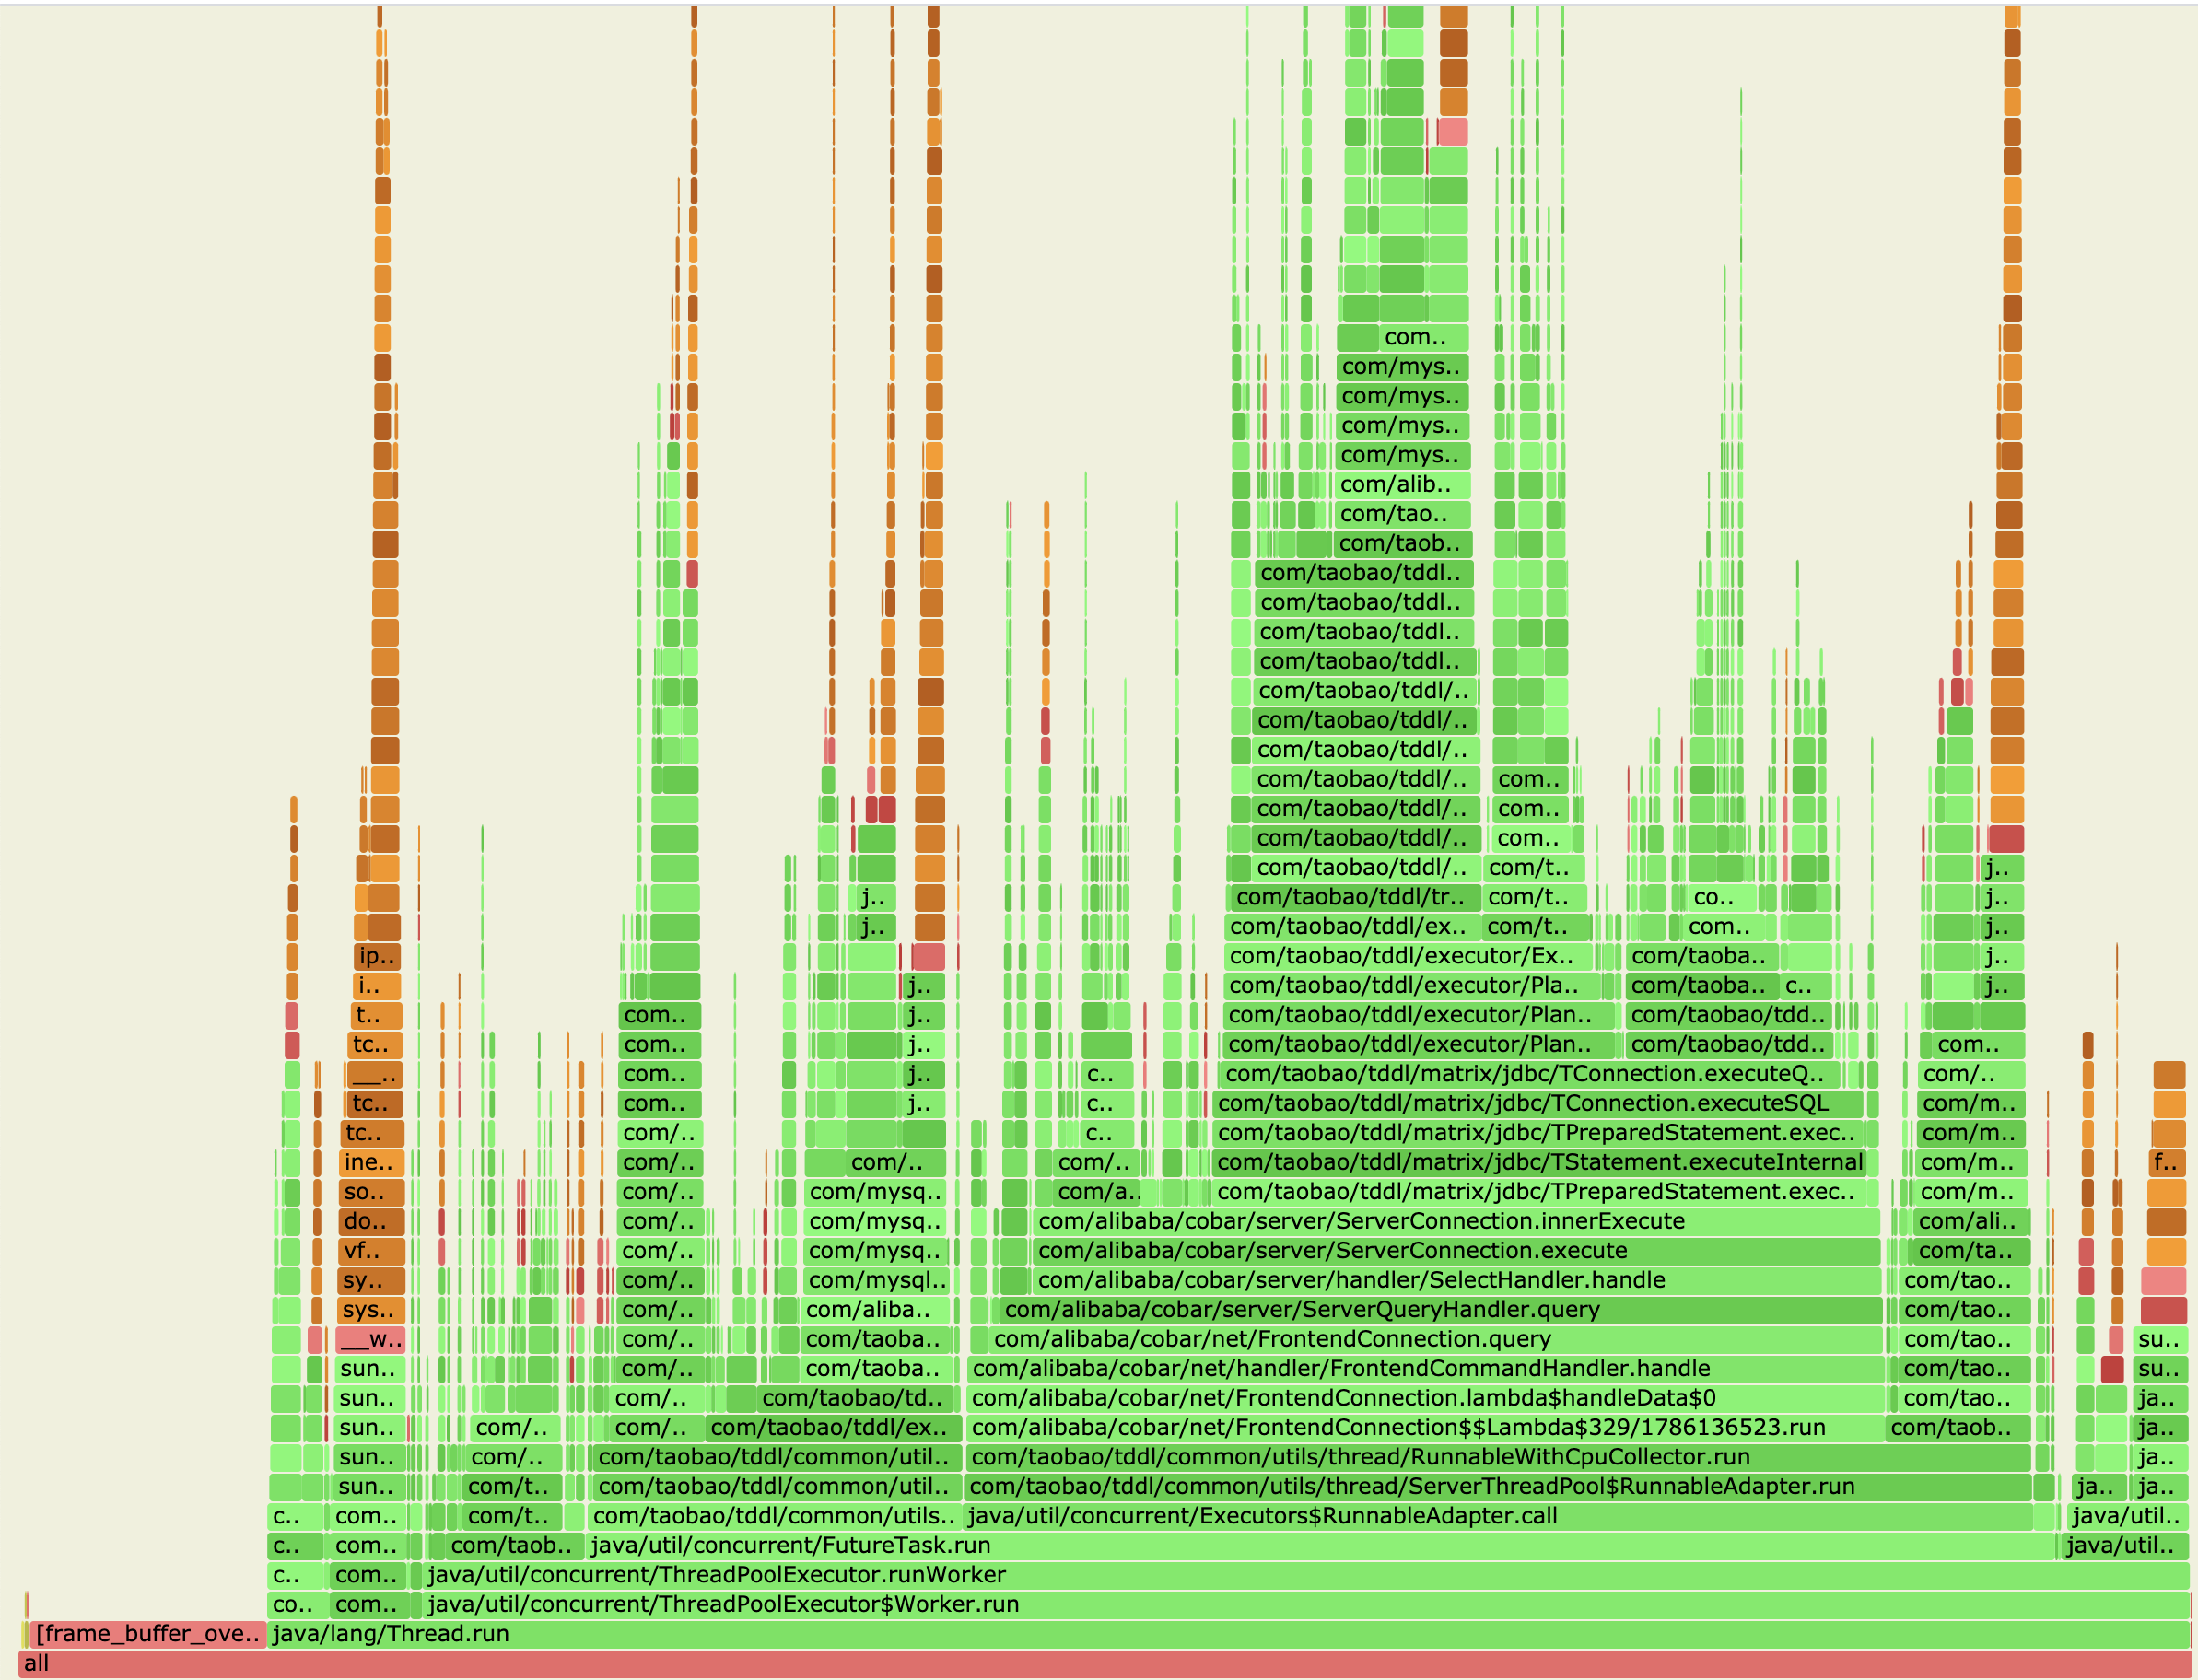 com..
com/mys..
com/mys..
com/mys..
com/mys..
com/alib..
com/tao..
com/taob..
com/taobao/tddl..
com/taobao/tddl..
com/taobao/tddl..
com/taobao/tddl..
com/taobao/tddl/..
com/taobao/tddl/..
com/taobao/tddl/..
com/taobao/tddl/.. com..
com/taobao/tddl/.. com..
com/taobao/tddl/.. com..
com/taobao/tddl/.. com/t.. j..
j.. com/taobao/tddl/tr.. com/t.. co.. j..
j.. com/taobao/tddl/ex.. com/t.. com.. j..
ip.. com/taobao/tddl/executor/Ex.. com/taoba.. j..
i.. j.. com/taobao/tddl/executor/Pla.. com/taoba.. c.. j..
t.. com.. j.. com/taobao/tddl/executor/Plan.. com/taobao/tdd..
tc.. com.. j.. com/taobao/tddl/executor/Plan.. com/taobao/tdd.. com..
__.. com.. j.. c.. com/taobao/tddl/matrix/jdbc/TConnection.executeQ.. com/..
tc.. com.. j.. c.. com/taobao/tddl/matrix/jdbc/TConnection.executeSQL com/m..
tc.. com/.. c.. com/taobao/tddl/matrix/jdbc/TPreparedStatement.exec.. com/m..
ine.. com/.. com/.. com/.. com/taobao/tddl/matrix/jdbc/TStatement.executeInternal com/m.. f..
so.. com/.. com/mysq.. com/a.. com/taobao/tddl/matrix/jdbc/TPreparedStatement.exec.. com/m..
do.. com/.. com/mysq.. com/alibaba/cobar/server/ServerConnection.innerExecute com/ali..
vf.. com/.. com/mysq.. com/alibaba/cobar/server/ServerConnection.execute com/ta..
sy.. com/.. com/mysql.. com/alibaba/cobar/server/handler/SelectHandler.handle com/tao..
sys.. com/.. com/aliba.. com/alibaba/cobar/server/ServerQueryHandler.query com/tao..
__w.. com/.. com/taoba.. com/alibaba/cobar/net/FrontendConnection.query com/tao.. su..
sun.. com/.. com/taoba.. com/alibaba/cobar/net/handler/FrontendCommandHandler.handle com/tao.. su..
sun.. com/.. com/taobao/td.. com/alibaba/cobar/net/FrontendConnection.lambda$handleData$0 com/tao.. ja..
sun.. com/.. com/.. com/taobao/tddl/ex.. com/alibaba/cobar/net/FrontendConnection$$Lambda$329/1786136523.run com/taob.. ja..
sun.. com/.. com/taobao/tddl/common/util.. com/taobao/tddl/common/utils/thread/RunnableWithCpuCollector.run ja..
sun.. com/t.. com/taobao/tddl/common/util.. com/taobao/tddl/common/utils/thread/ServerThreadPool$RunnableAdapter.run ja.. ja..
c.. com.. com/t.. com/taobao/tddl/common/utils.. java/util/concurrent/Executors$RunnableAdapter.call java/util..
c.. com.. com/taob.. java/util/concurrent/FutureTask.run java/util..
c.. com.. java/util/concurrent/ThreadPoolExecutor.runWorker
co.. com.. java/util/concurrent/ThreadPoolExecutor$Worker.run
[frame_buffer_ove.. java/lang/Thread.run
all